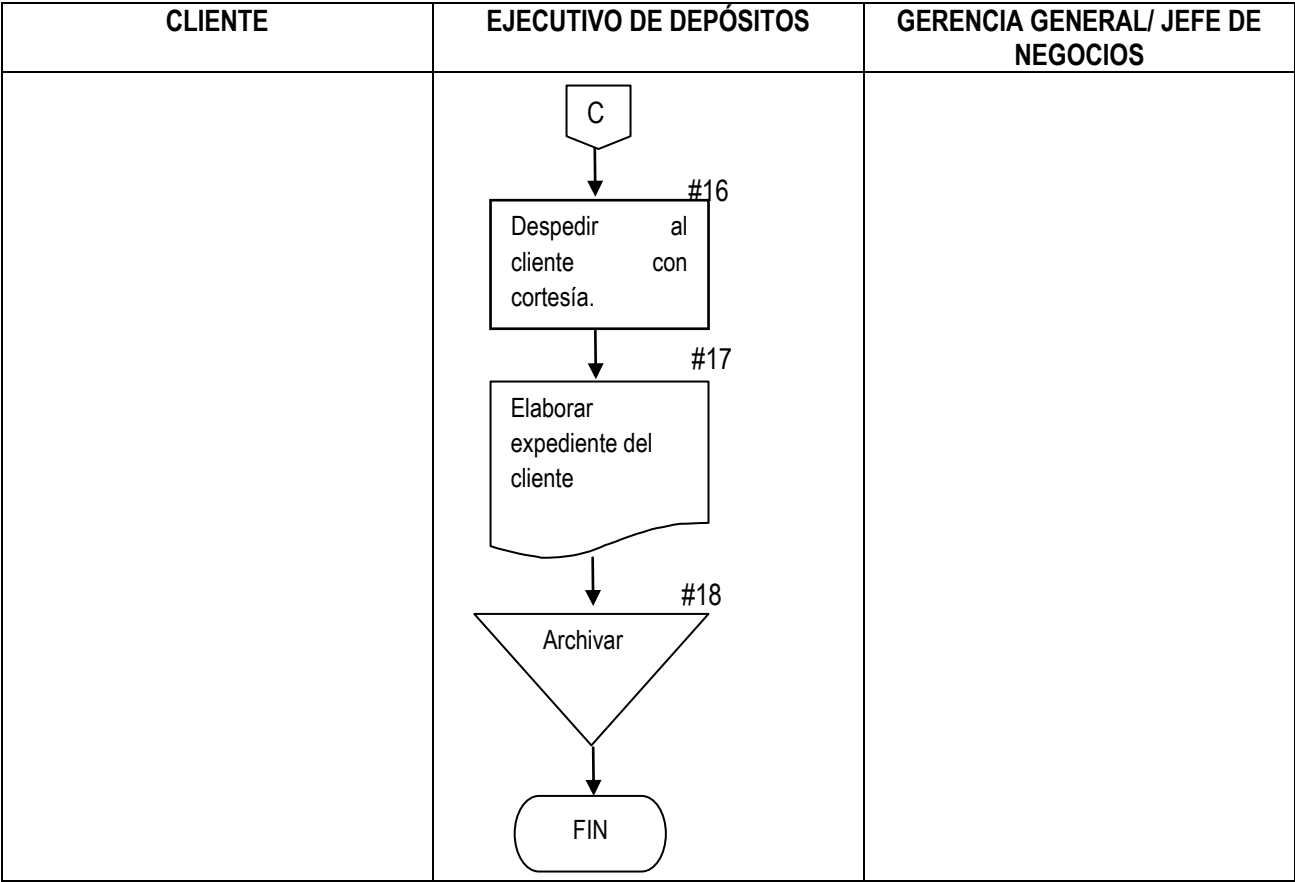 CLIENTE
EJECUTIVO DE DEPÓSITOS
GERENCIA GENERAL/ JEFE DE
NEGOCIOS
C
#16
Despedir al
cliente con
cortesía.
#17
Elaborar
expediente del
cliente
#18
Archivar
FIN